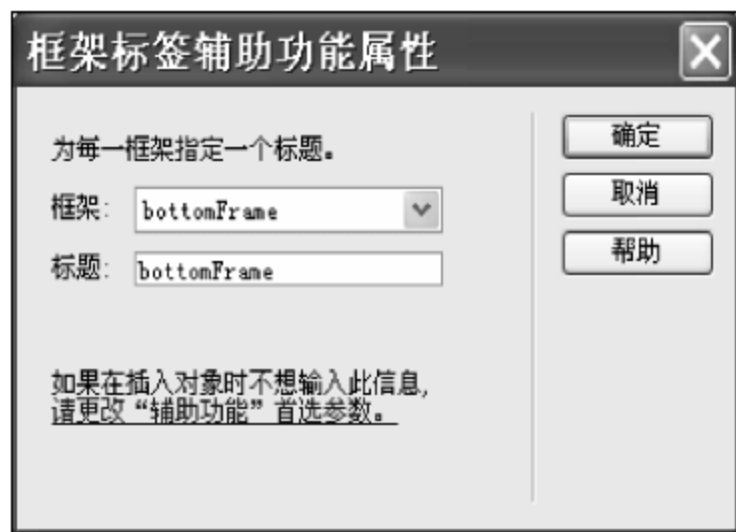 框架标签辅助功能属性
为每一框架指定一个标题。
框架: bottomFrame
标题: bottomFrame
如果在插入对象时不想输入此信息,
请更改“辅助功能”首选参数。
确定
取消
帮助